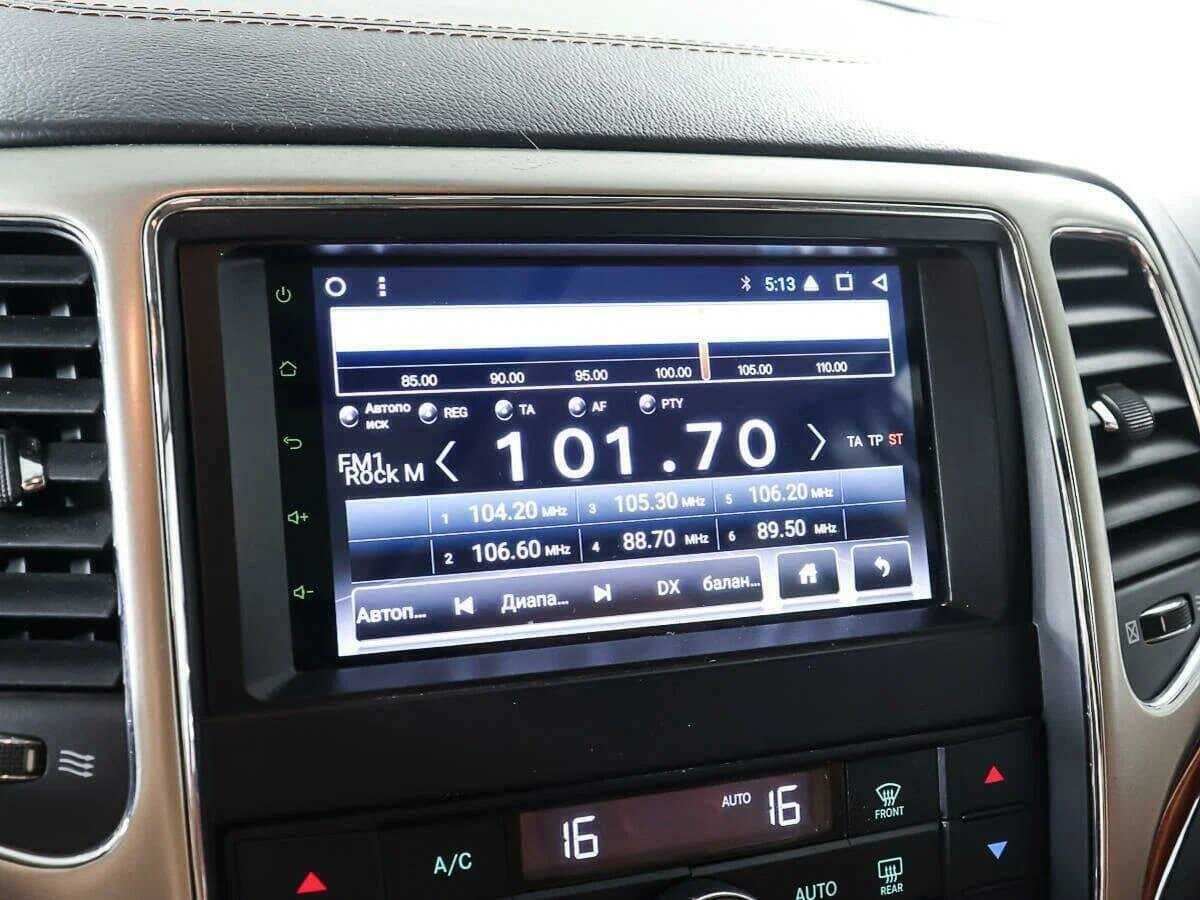 5:13
85.00 90.00 95.00 100.00 105.00 110.00
Автопо
иск
REG TA AF PTY
FM1
Rock M
101.70
TA TP ST
1 104.20 MHz 3 105.30 MHz 5 106.20 MHz
2 106.60 MHz 4 88.70 MHz 6 89.50 MHz
Автоп... Диапа... DX балан...
16 AUTO 16
FRONT
A/C
AUTO
REAR